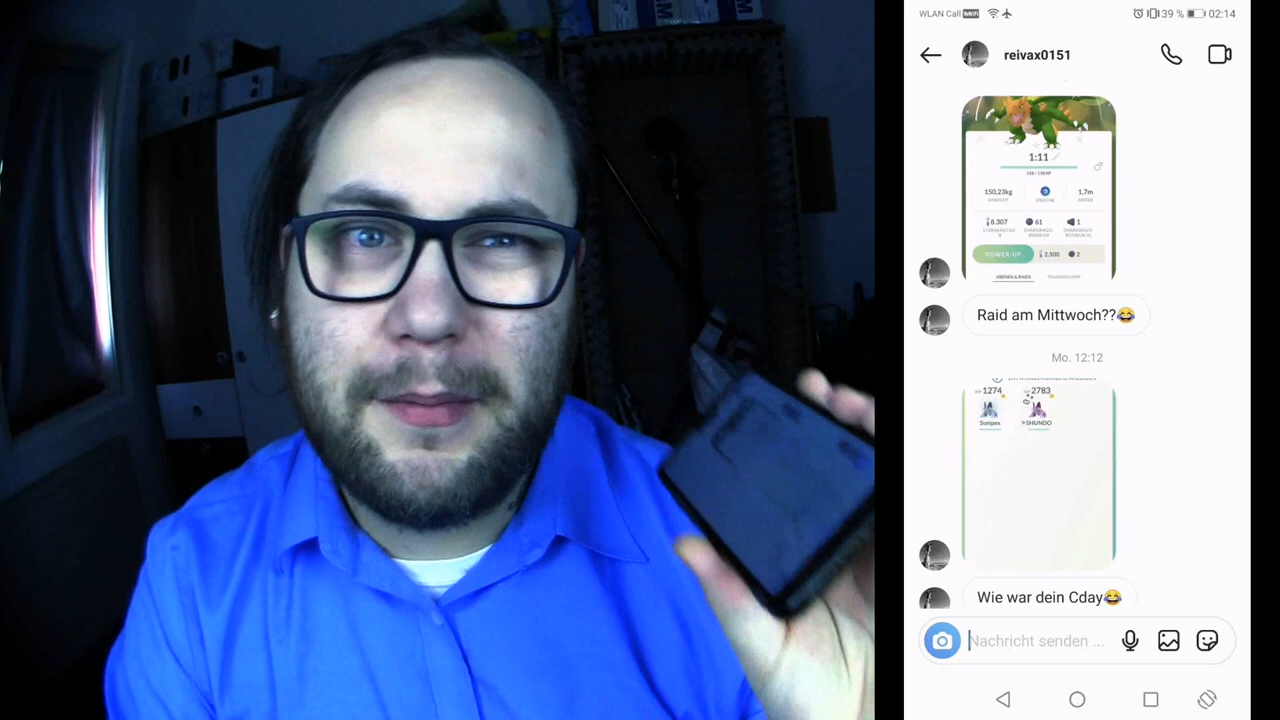 WLAN Call
39 %
02:14
reivax0151
1:11
150,23kg
1,7m
8.307
61
1
POWER-UP
2.500
2
Raid am Mittwoch??😂
Mo. 12:12
1274
2783
Sumpex
SHUNDO
Wie war dein Cday😂
Nachricht senden ...